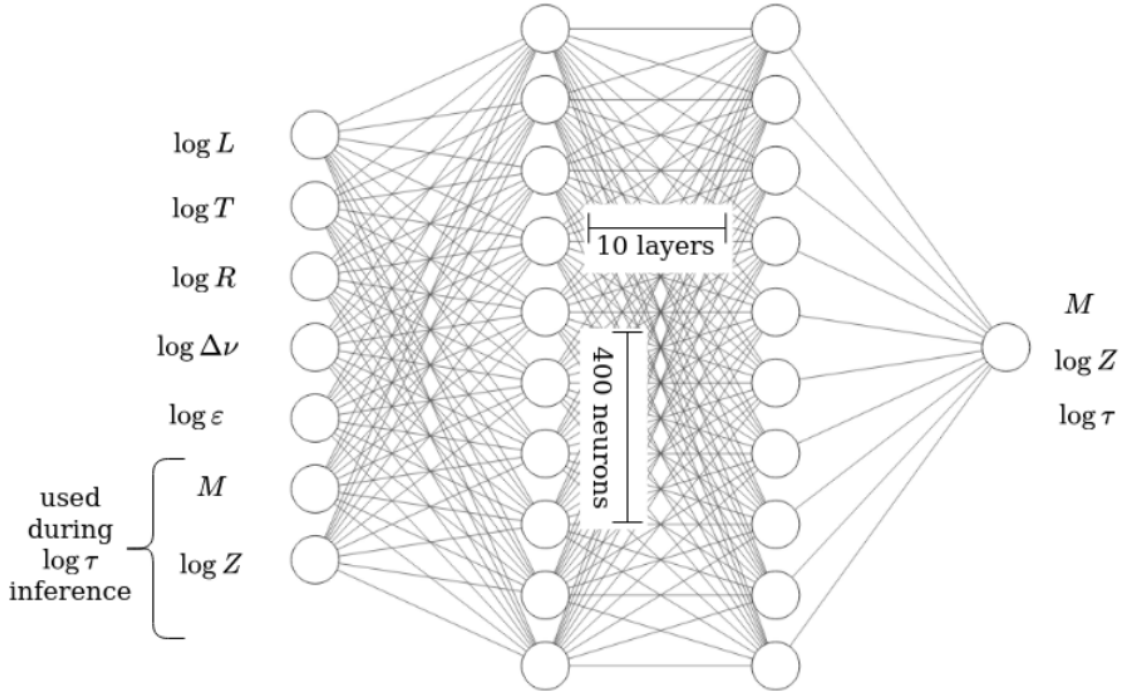 log L
log T
log R
log Δν
log ε
M
log Z
used
during
log τ
inference
10 layers
400 neurons
M
log Z
log τ